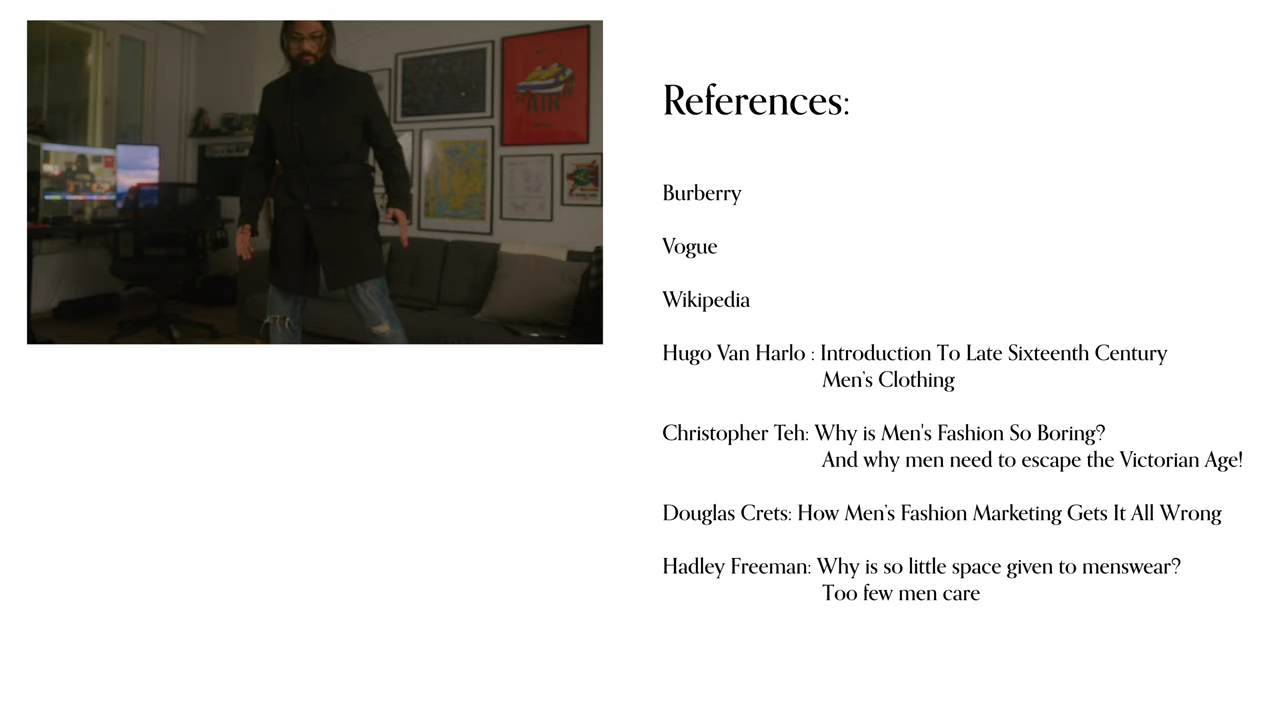 "AIR"
References:
Burberry
Vogue
Wikipedia
Hugo Van Harlo : Introduction To Late Sixteenth Century
Men's Clothing
Christopher Teh: Why is Men's Fashion So Boring?
And why men need to escape the Victorian Age!
Douglas Crets: How Men's Fashion Marketing Gets It All Wrong
Hadley Freeman: Why is so little space given to menswear?
Too few men care